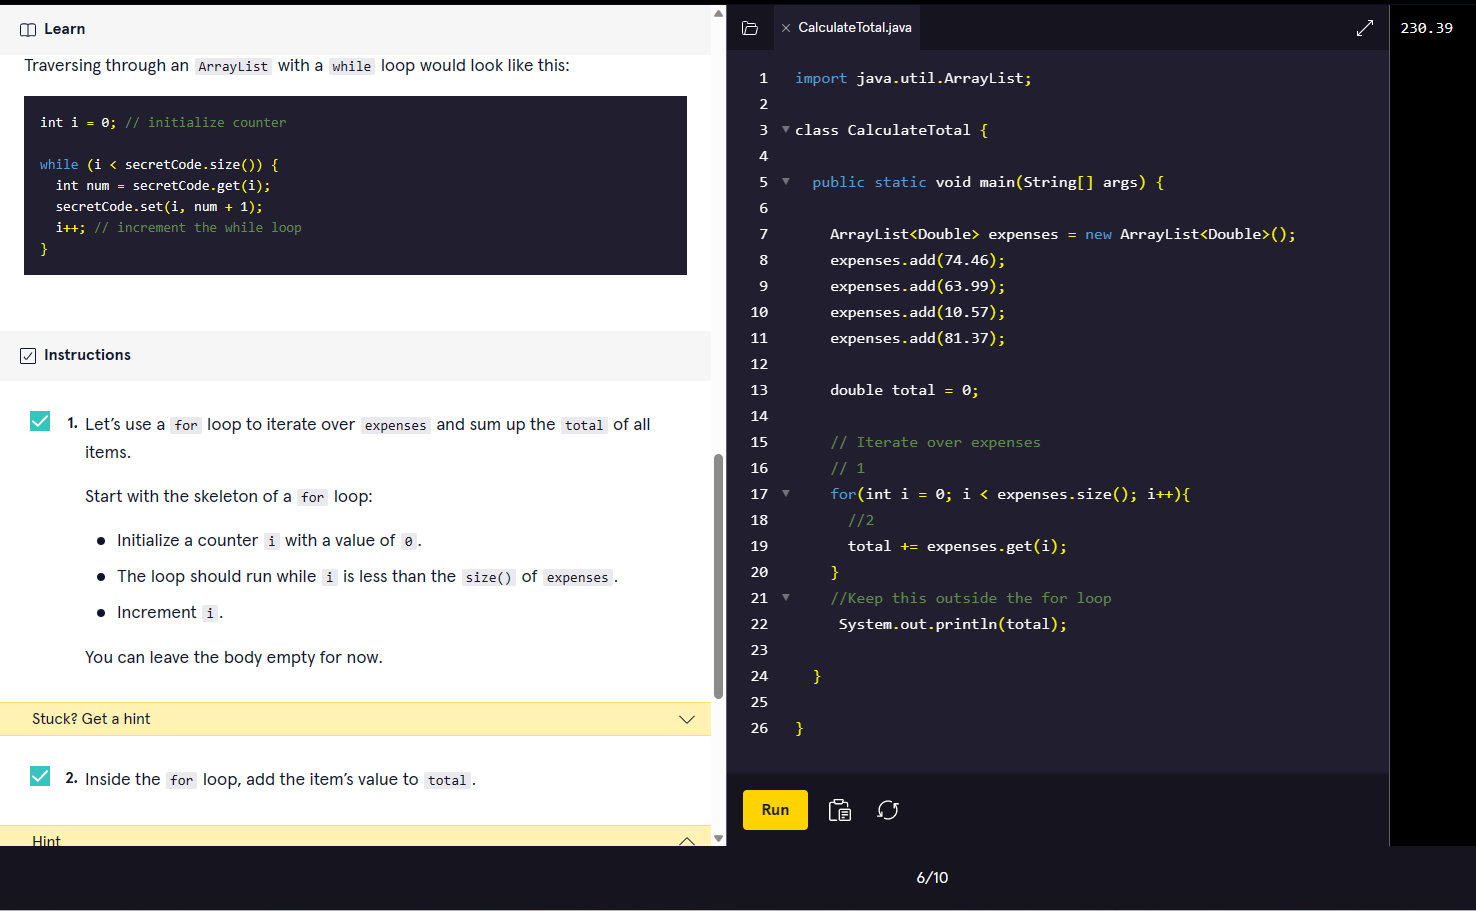 Learn
Traversing through an ArrayList with a while loop would look like this:
int i = 0; // initialize counter
while (i < secretCode.size()) {
int num = secretCode.get(i);
secretCode.set(i, num + 1);
i++; // increment the while loop
}
Instructions
1. Let’s use a for loop to iterate over expenses and sum up the total of all
items.
Start with the skeleton of a for loop:
● Initialize a counter i with a value of 0.
● The loop should run while i is less than the size() of expenses.
● Increment i.
You can leave the body empty for now.
Stuck? Get a hint
2. Inside the for loop, add the item’s value to total.
Hint
CalculateTotal.java
1 import java.util.ArrayList;
2
3 class CalculateTotal {
4
5 public static void main(String[] args) {
6
7 ArrayList<Double> expenses = new ArrayList<Double>();
8 expenses.add(74.46);
9 expenses.add(63.99);
10 expenses.add(10.57);
11 expenses.add(81.37);
12
13 double total = 0;
14
15 // Iterate over expenses
16 // 1
17 for(int i = 0; i < expenses.size(); i++){
18 //2
19 total += expenses.get(i);
20 }
21 //Keep this outside the for loop
22 System.out.println(total);
23
24 }
25
26 }
Run
230.39
6/10